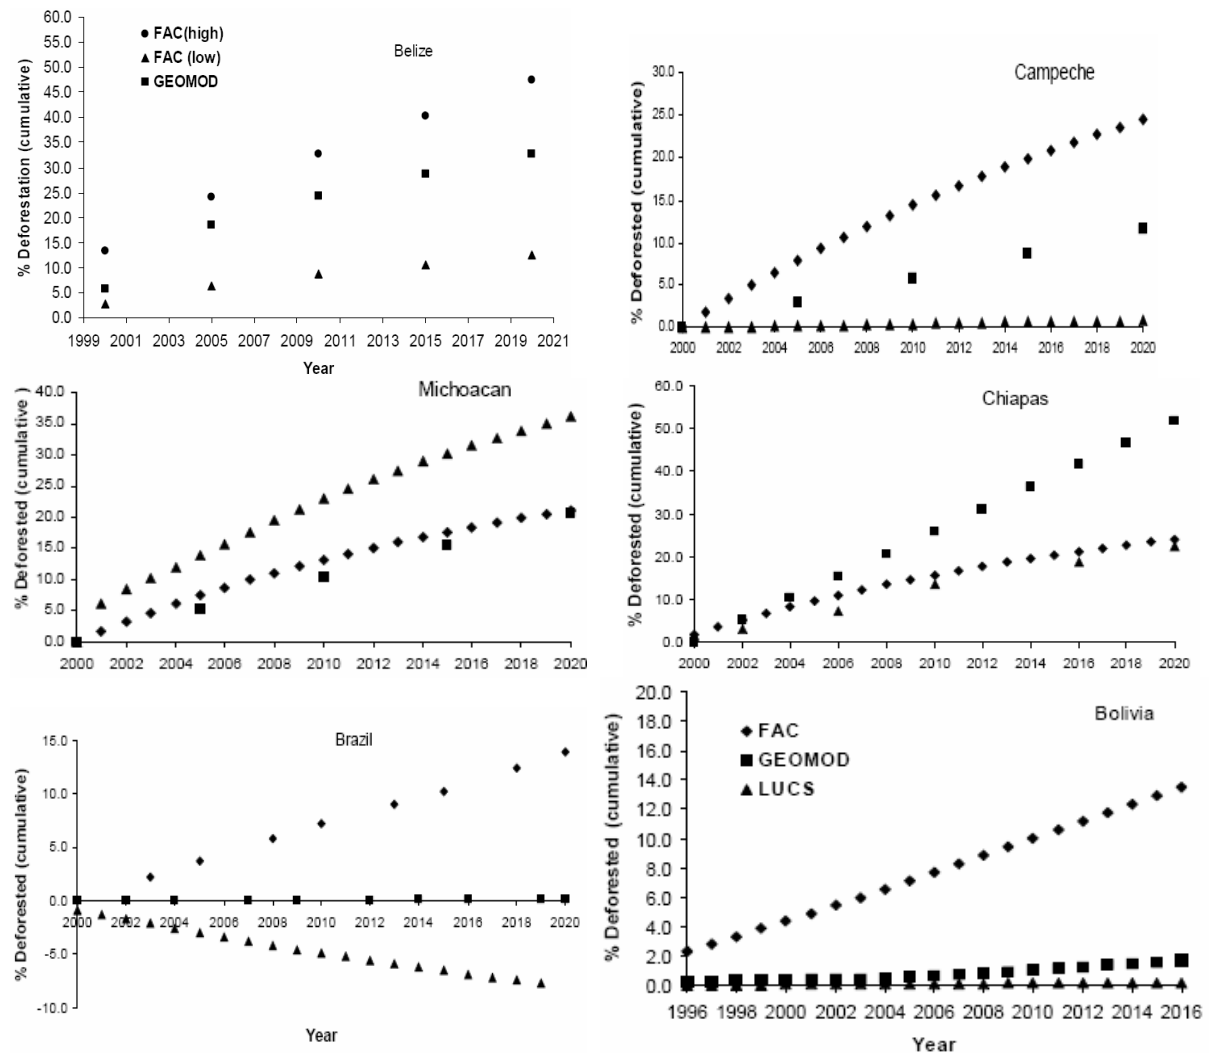 % Deforestation (cumulative)
60.0
55.0
50.0
45.0
40.0
35.0
30.0
25.0
20.0
15.0
10.0
5.0
0.0
FAC(high)
FAC (low)
GEOMOD
Belize
1999 2001 2003 2005 2007 2009 2011 2013 2015 2017 2019 2021
Year
% Deforested (cumulative)
30.0
25.0
20.0
15.0
10.0
5.0
0.0
Campeche
2000 2002 2004 2006 2008 2010 2012 2014 2016 2018 2020
% Deforested (cumulative )
40.0
35.0
30.0
25.0
20.0
15.0
10.0
5.0
0.0
Michoacan
2000 2002 2004 2006 2008 2010 2012 2014 2016 2018 2020
% Deforested (cumulative)
60.0
50.0
40.0
30.0
20.0
10.0
0.0
Chiapas
2000 2002 2004 2006 2008 2010 2012 2014 2016 2018 2020
% Deforested (cumulative)
15.0
10.0
5.0
0.0
-5.0
-10.0
Brazil
2000 2002 2004 2006 2008 2010 2012 2014 2016 2018 2020
Year
% Deforested (cumulative)
20.0
18.0
16.0
14.0
12.0
10.0
8.0
6.0
4.0
2.0
0.0
FAC
GEOMOD
LUCS
Bolivia
1996 1998 2000 2002 2004 2006 2008 2010 2012 2014 2016
Year